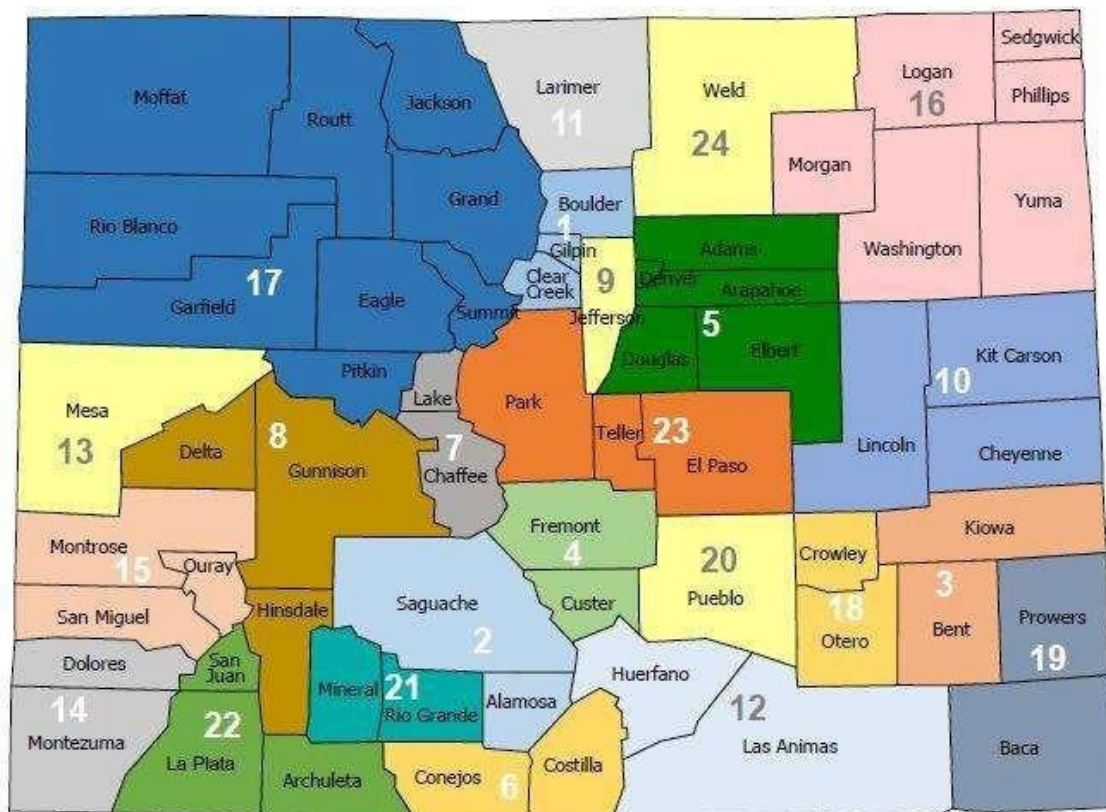 Sedgwick
Logan
Larimer
Weld
Phillips
Moffat
Jackson
16
Routt
11
24
Morgan
Grand
Boulder
Yuma
Rio Blanco
1
Gilpin
Adams
Washington
Clear
Creek
9
Denver
17
Arapahoe
Garfield
Eagle
Summit
Jefferson
5
Douglas
Elbert
Kit Carson
Pitkin
10
Lake
Park
Mesa
Teller
23
8
7
13
Delta
Gunnison
Chaffee
El Paso
Lincoln
Cheyenne
Fremont
Kiowa
Montrose
4
20
Crowley
15
Ouray
3
Saguache
Custer
Pueblo
18
San Miguel
Hinsdale
Prowers
2
Otero
Bent
19
Dolores
San
Juan
Huerfano
Mineral
21
Alamosa
14
22
Rio Grande
12
Montezuma
La Plata
Las Animas
Baca
Archuleta
Conejos
6
Costilla